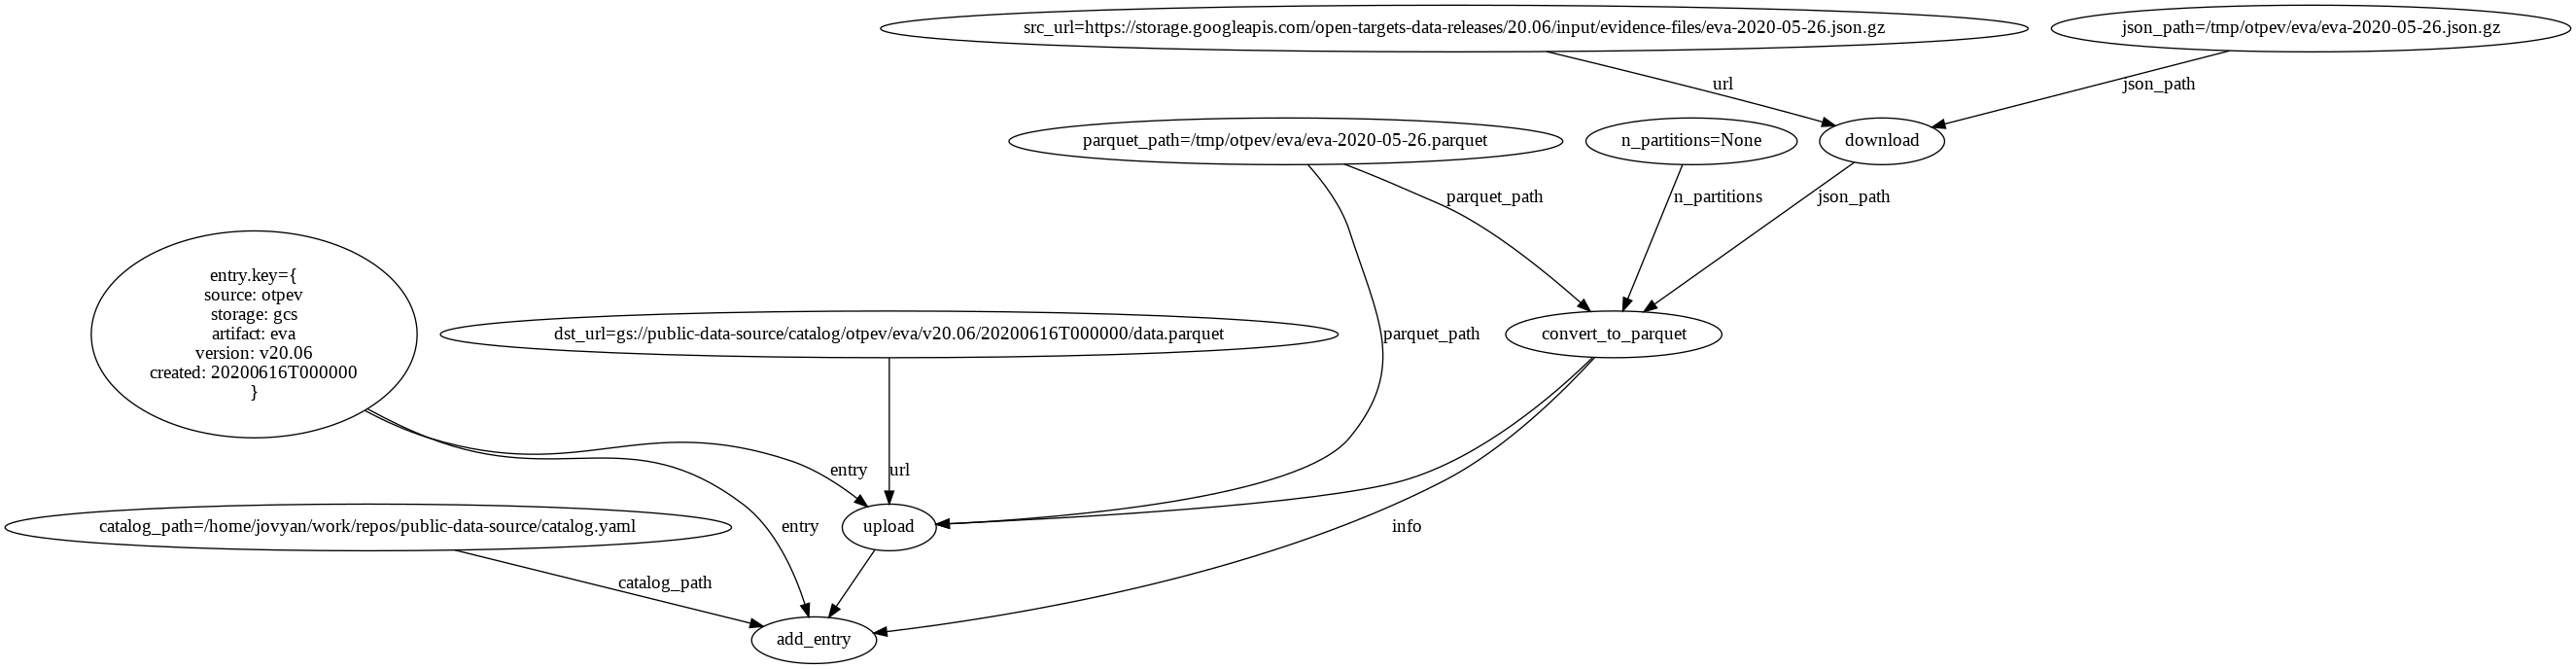 src_url=https://storage.googleapis.com/open-targets-data-releases/20.06/input/evidence-files/eva-2020-05-26.json.gz
json_path=/tmp/otpev/eva/eva-2020-05-26.json.gz
url
json_path
parquet_path=/tmp/otpev/eva/eva-2020-05-26.parquet
n_partitions=None
download
parquet_path
n_partitions
json_path
entry.key={
source: otpev
storage: gcs
artifact: eva
version: v20.06
created: 20200616T000000
}
dst_url=gs://public-data-source/catalog/otpev/eva/v20.06/20200616T000000/data.parquet
parquet_path
convert_to_parquet
entry
url
catalog_path=/home/jovyan/work/repos/public-data-source/catalog.yaml
entry
upload
info
catalog_path
add_entry